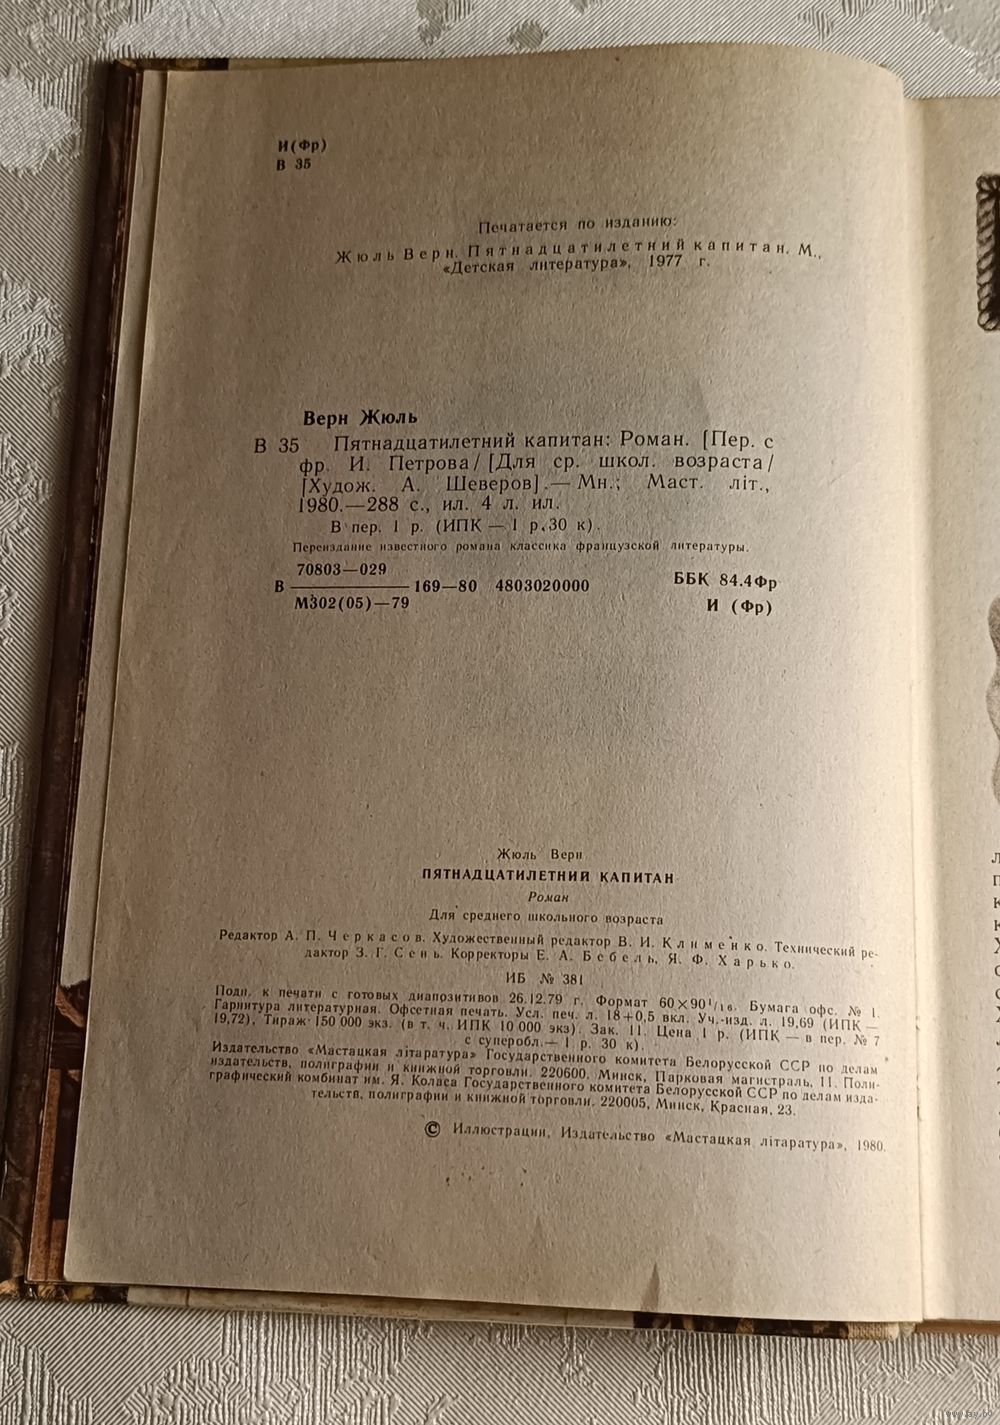 И(Фр)
В 35
Печатается по изданию:
Жюль Верн. Пятнадцатилетний капитан. М.,
«Детская литература», 1977 г.
Верн Жюль
В 35 Пятнадцатилетний капитан: Роман. [Пер. с
фр. И. Петрова/ [Для ср. школ. возраста/
[Худож. А. Шеверов].— Мн.; Маст. літ.,
1980.—288 с., ил. 4 л. ил.
В пер. 1 р. (ИПК — 1 р. 30 к).
Переиздание известного романа классика французской литературы.
70803—029
В 169—80 4803020000
М302(05)—79
ББК 84.4Фр
И (Фр)
Жюль Верн
ПЯТНАДЦАТИЛЕТНИЙ КАПИТАН
Роман
Для среднего школьного возраста
Редактор А. П. Черкасов. Художественный редактор В. И. Клименко. Технический ре-
дактор З. Г. Сень. Корректоры Е. А. Бебель, Я. Ф. Харько.
ИБ № 381
Подп. к печати с готовых диапозитивов 26.12.79 г. Формат 60×90¹/₁₆. Бумага офс. № 1.
Гарнитура литературная. Офсетная печать. Усл. печ. л. 18+0,5 вкл. Уч.-изд. л. 19,69 (ИПК —
19,72). Тираж 150 000 экз. (в т. ч. ИПК 10 000 экз). Зак. 11. Цена 1 р. (ИПК — в пер. № 7
с суперобл.— 1 р. 30 к).
Издательство «Мастацкая літаратура» Государственного комитета Белорусской ССР по делам
издательств, полиграфии и книжной торговли. 220600. Минск, Парковая магистраль, 11. Поли-
графический комбинат им. Я. Коласа Государственного комитета Белорусской ССР по делам изда-
тельств, полиграфии и книжной торговли. 220005, Минск, Красная, 23.
© Иллюстрации, Издательство «Мастацкая літаратура», 1980.